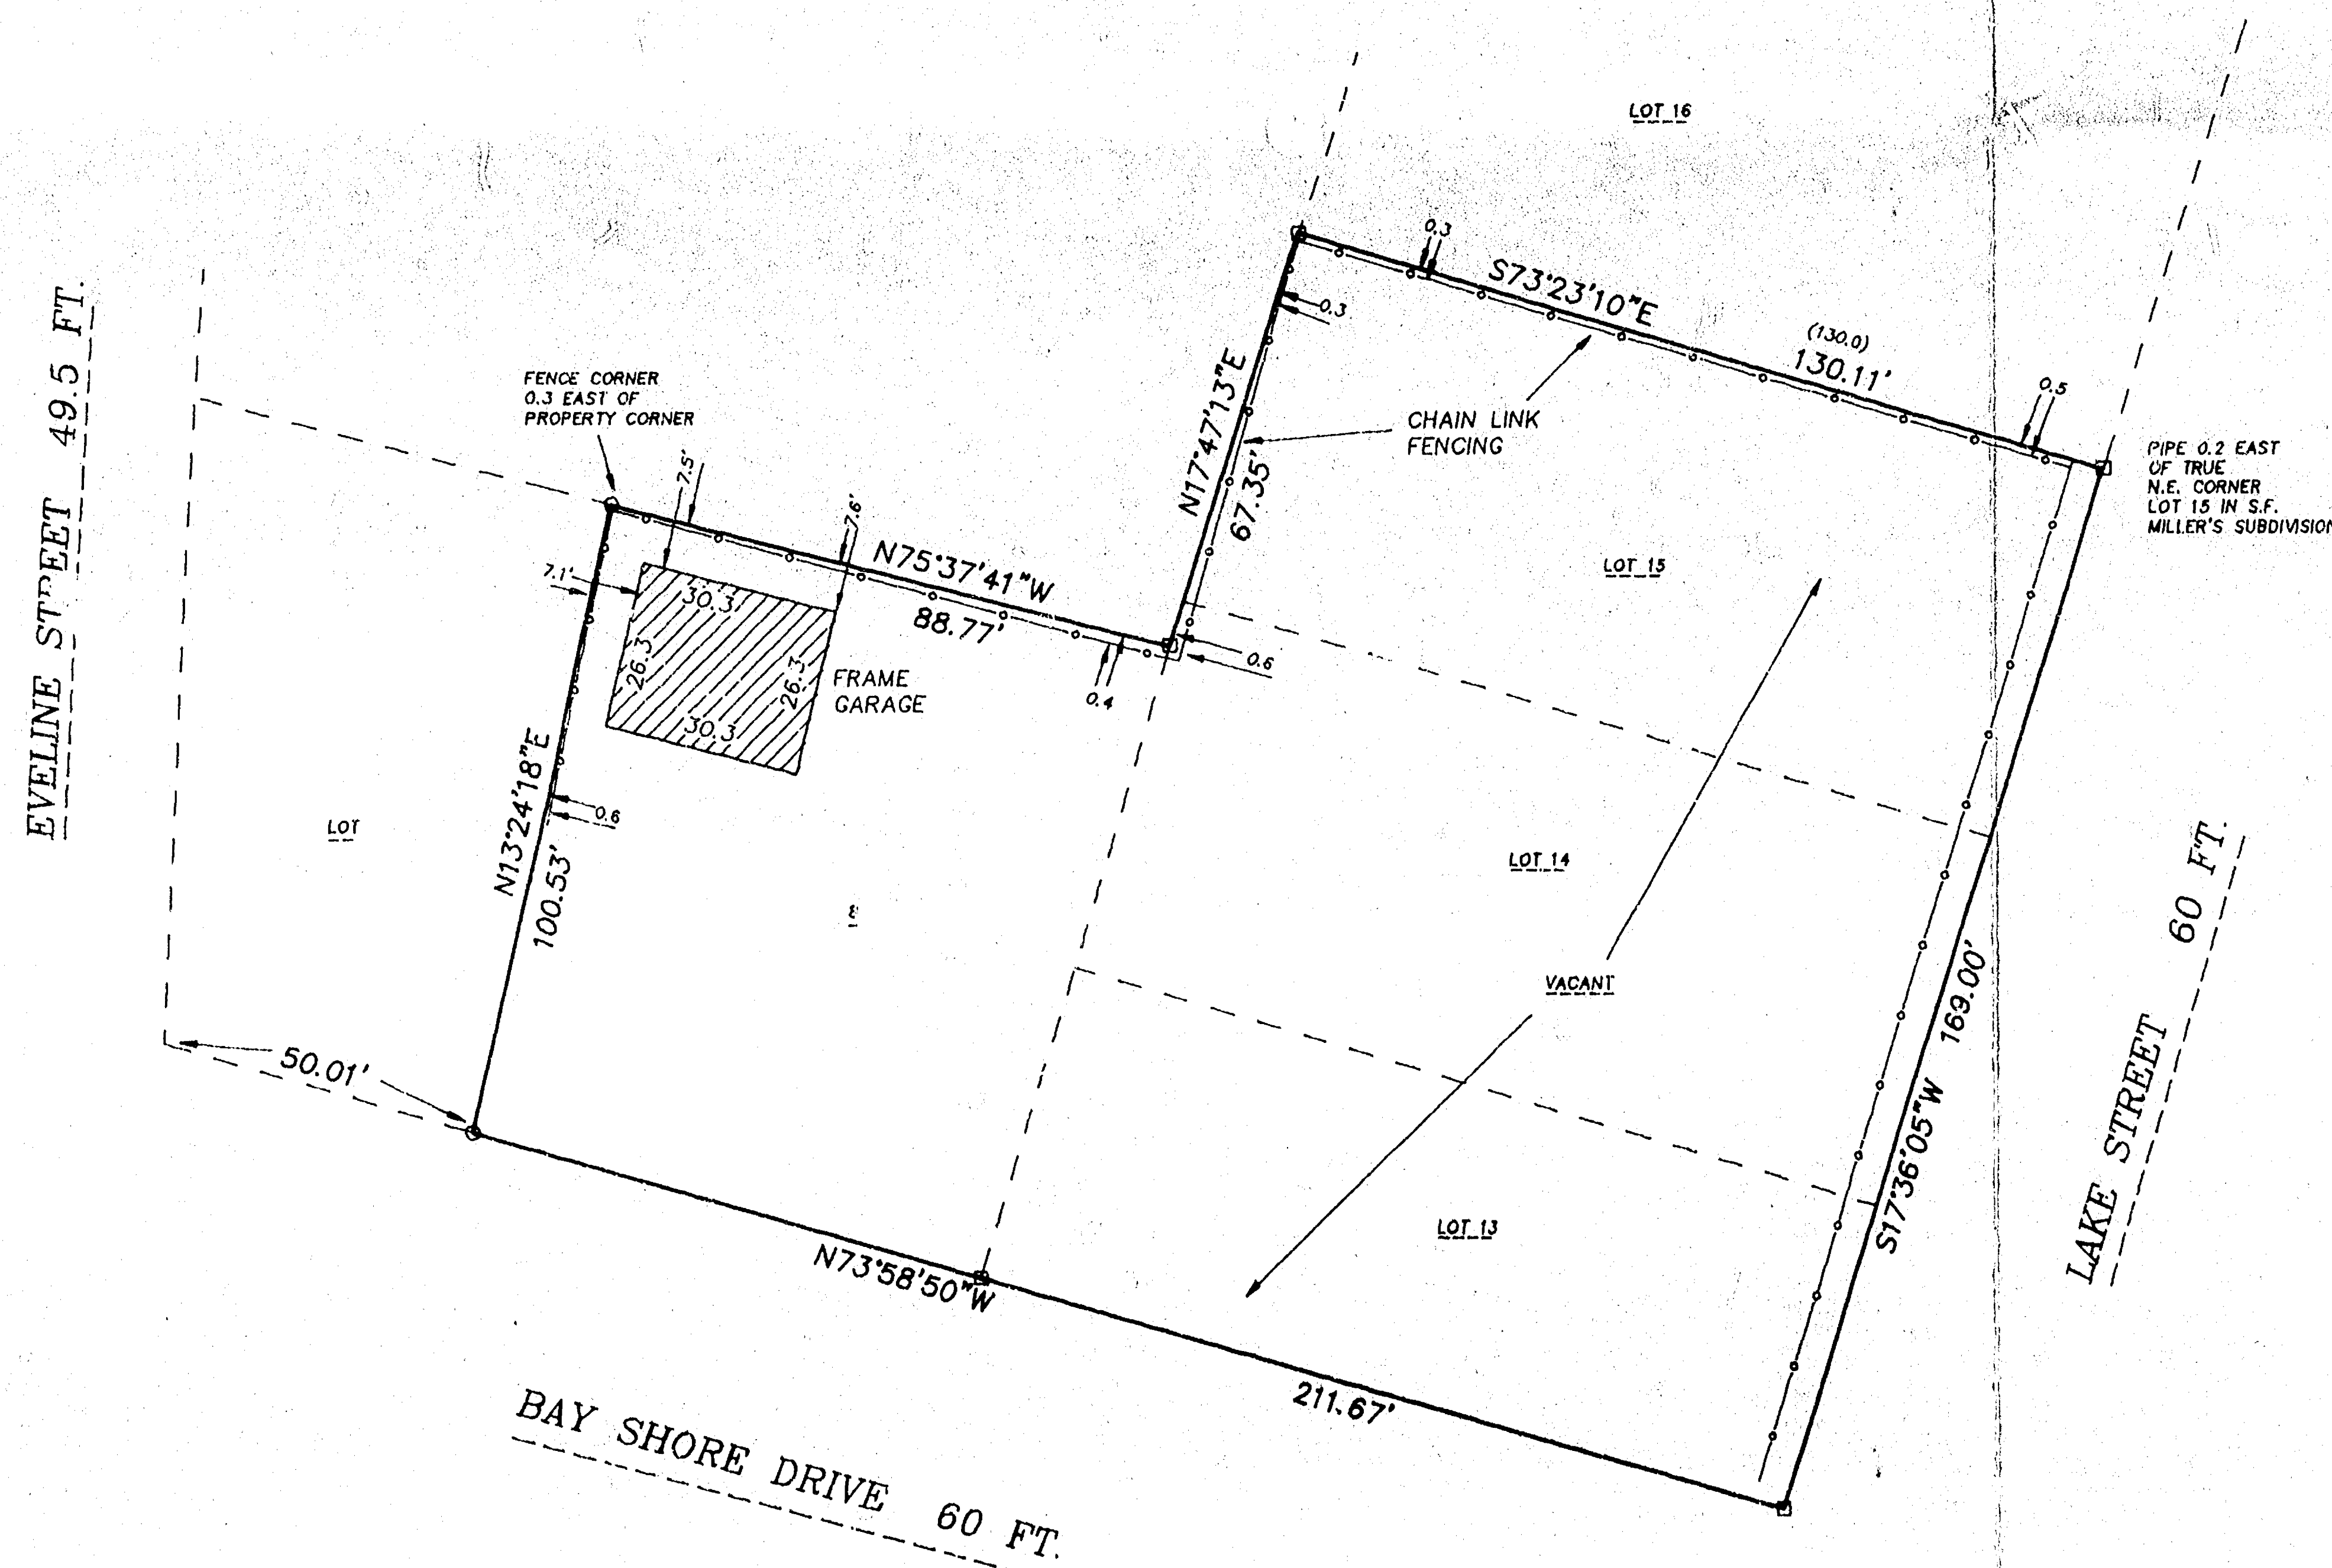 LOT 16
0.3
S73°23'10"E
(130.0)
130.11'
0.5
0.3
N17°47'13"E
67.35'
CHAIN LINK
FENCING
PIPE 0.2 EAST
OF TRUE
N.E. CORNER
LOT 15 IN S.F.
MILLER'S SUBDIVISION
EVELINE STREET 49.5 FT.
FENCE CORNER
0.3 EAST OF
PROPERTY CORNER
7.5'
7.6'
N75°37'41"W
88.77'
7.1'
30.3
26.3
26.3
30.3
FRAME
GARAGE
0.4
0.6
LOT 15
N13°24'18"E
100.53'
0.6
LOT
8
LOT 14
VACANT
LOT 13
S17°36'05"W 169.00'
LAKE STREET 60 FT.
50.01'
N73°58'50"W
211.67'
BAY SHORE DRIVE 60 FT.